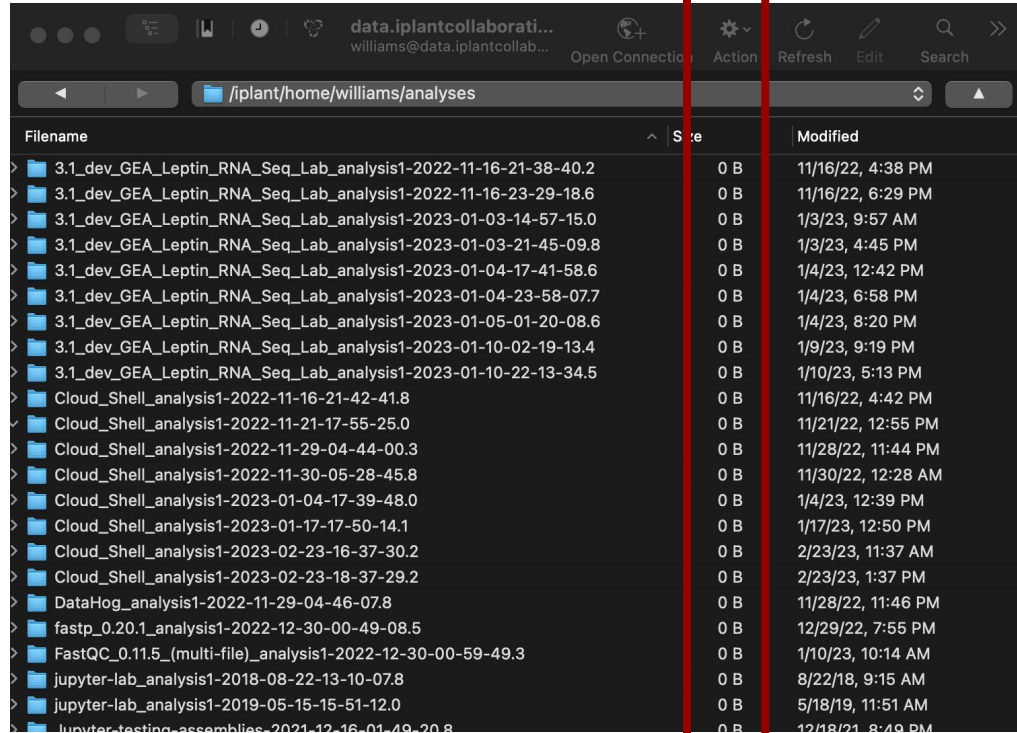 data.iplantcollaborati...
williams@data.iplantcollab...
Open Connection Action Refresh Edit Search
/iplant/home/williams/analyses
Filename Size Modified
3.1_dev_GEA_Leptin_RNA_Seq_Lab_analysis1-2022-11-16-21-38-40.2 0 B 11/16/22, 4:38 PM
3.1_dev_GEA_Leptin_RNA_Seq_Lab_analysis1-2022-11-16-23-29-18.6 0 B 11/16/22, 6:29 PM
3.1_dev_GEA_Leptin_RNA_Seq_Lab_analysis1-2023-01-03-14-57-15.0 0 B 1/3/23, 9:57 AM
3.1_dev_GEA_Leptin_RNA_Seq_Lab_analysis1-2023-01-03-21-45-09.8 0 B 1/3/23, 4:45 PM
3.1_dev_GEA_Leptin_RNA_Seq_Lab_analysis1-2023-01-04-17-41-58.6 0 B 1/4/23, 12:42 PM
3.1_dev_GEA_Leptin_RNA_Seq_Lab_analysis1-2023-01-04-23-58-07.7 0 B 1/4/23, 6:58 PM
3.1_dev_GEA_Leptin_RNA_Seq_Lab_analysis1-2023-01-05-01-20-08.6 0 B 1/4/23, 8:20 PM
3.1_dev_GEA_Leptin_RNA_Seq_Lab_analysis1-2023-01-10-02-19-13.4 0 B 1/9/23, 9:19 PM
3.1_dev_GEA_Leptin_RNA_Seq_Lab_analysis1-2023-01-10-22-13-34.5 0 B 1/10/23, 5:13 PM
Cloud_Shell_analysis1-2022-11-16-21-42-41.8 0 B 11/16/22, 4:42 PM
Cloud_Shell_analysis1-2022-11-21-17-55-25.0 0 B 11/21/22, 12:55 PM
Cloud_Shell_analysis1-2022-11-29-04-44-00.3 0 B 11/28/22, 11:44 PM
Cloud_Shell_analysis1-2022-11-30-05-28-45.8 0 B 11/30/22, 12:28 AM
Cloud_Shell_analysis1-2023-01-04-17-39-48.0 0 B 1/4/23, 12:39 PM
Cloud_Shell_analysis1-2023-01-17-17-50-14.1 0 B 1/17/23, 12:50 PM
Cloud_Shell_analysis1-2023-02-23-16-37-30.2 0 B 2/23/23, 11:37 AM
Cloud_Shell_analysis1-2023-02-23-18-37-29.2 0 B 2/23/23, 1:37 PM
DataHog_analysis1-2022-11-29-04-46-07.8 0 B 11/28/22, 11:46 PM
fastp_0.20.1_analysis1-2022-12-30-00-49-08.5 0 B 12/29/22, 7:55 PM
FastQC_0.11.5_(multi-file)_analysis1-2022-12-30-00-59-49.3 0 B 1/10/23, 10:14 AM
jupyter-lab_analysis1-2018-08-22-13-10-07.8 0 B 8/22/18, 9:15 AM
jupyter-lab_analysis1-2019-05-15-15-51-12.0 0 B 5/18/19, 11:51 AM
Jupyter-testing-assemblies-2021-12-16-01-49-20.8 0 B 12/18/21, 8:49 PM